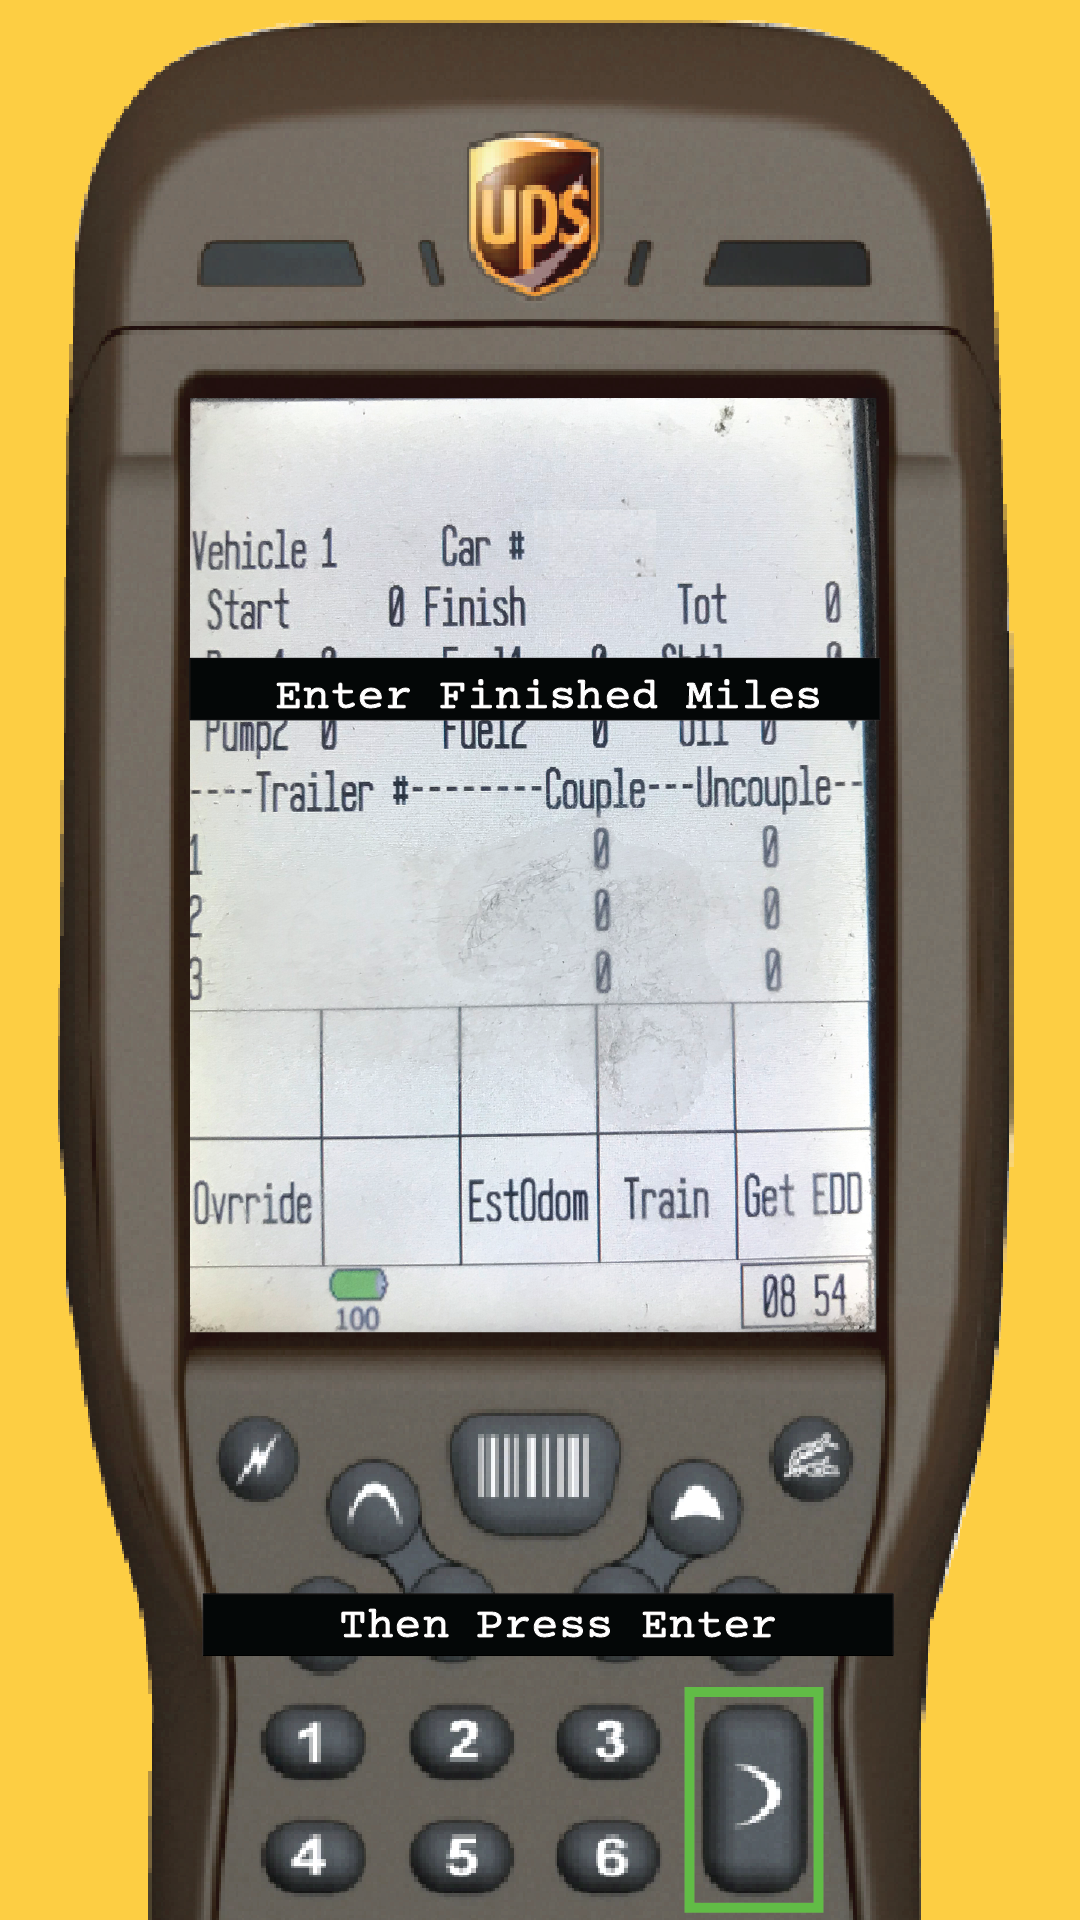 ups
Vehicle 1 Car #
Start 0 Finish Tot 0
Enter Finished Miles
Pump2 0 Fuel2 0 Oil 0
----Trailer #--------Couple---Uncouple--
1 0 0
2 0 0
3 0 0
Ovrride EstOdom Train Get EDD
100 08 54
Then Press Enter
1 2 3
4 5 6